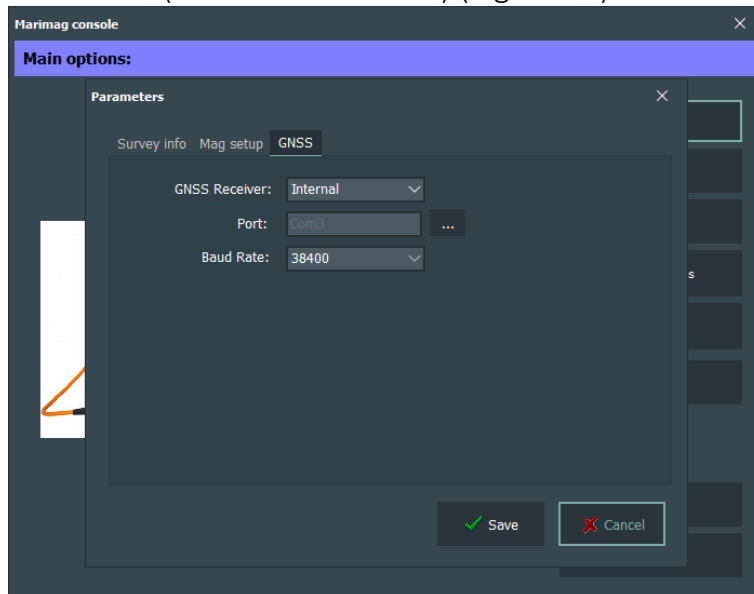 Marimag console
Main options:
Parameters
Survey info Mag setup GNSS
GNSS Receiver: Internal
Port: Com3 ...
Baud Rate: 38400
s
Save Cancel